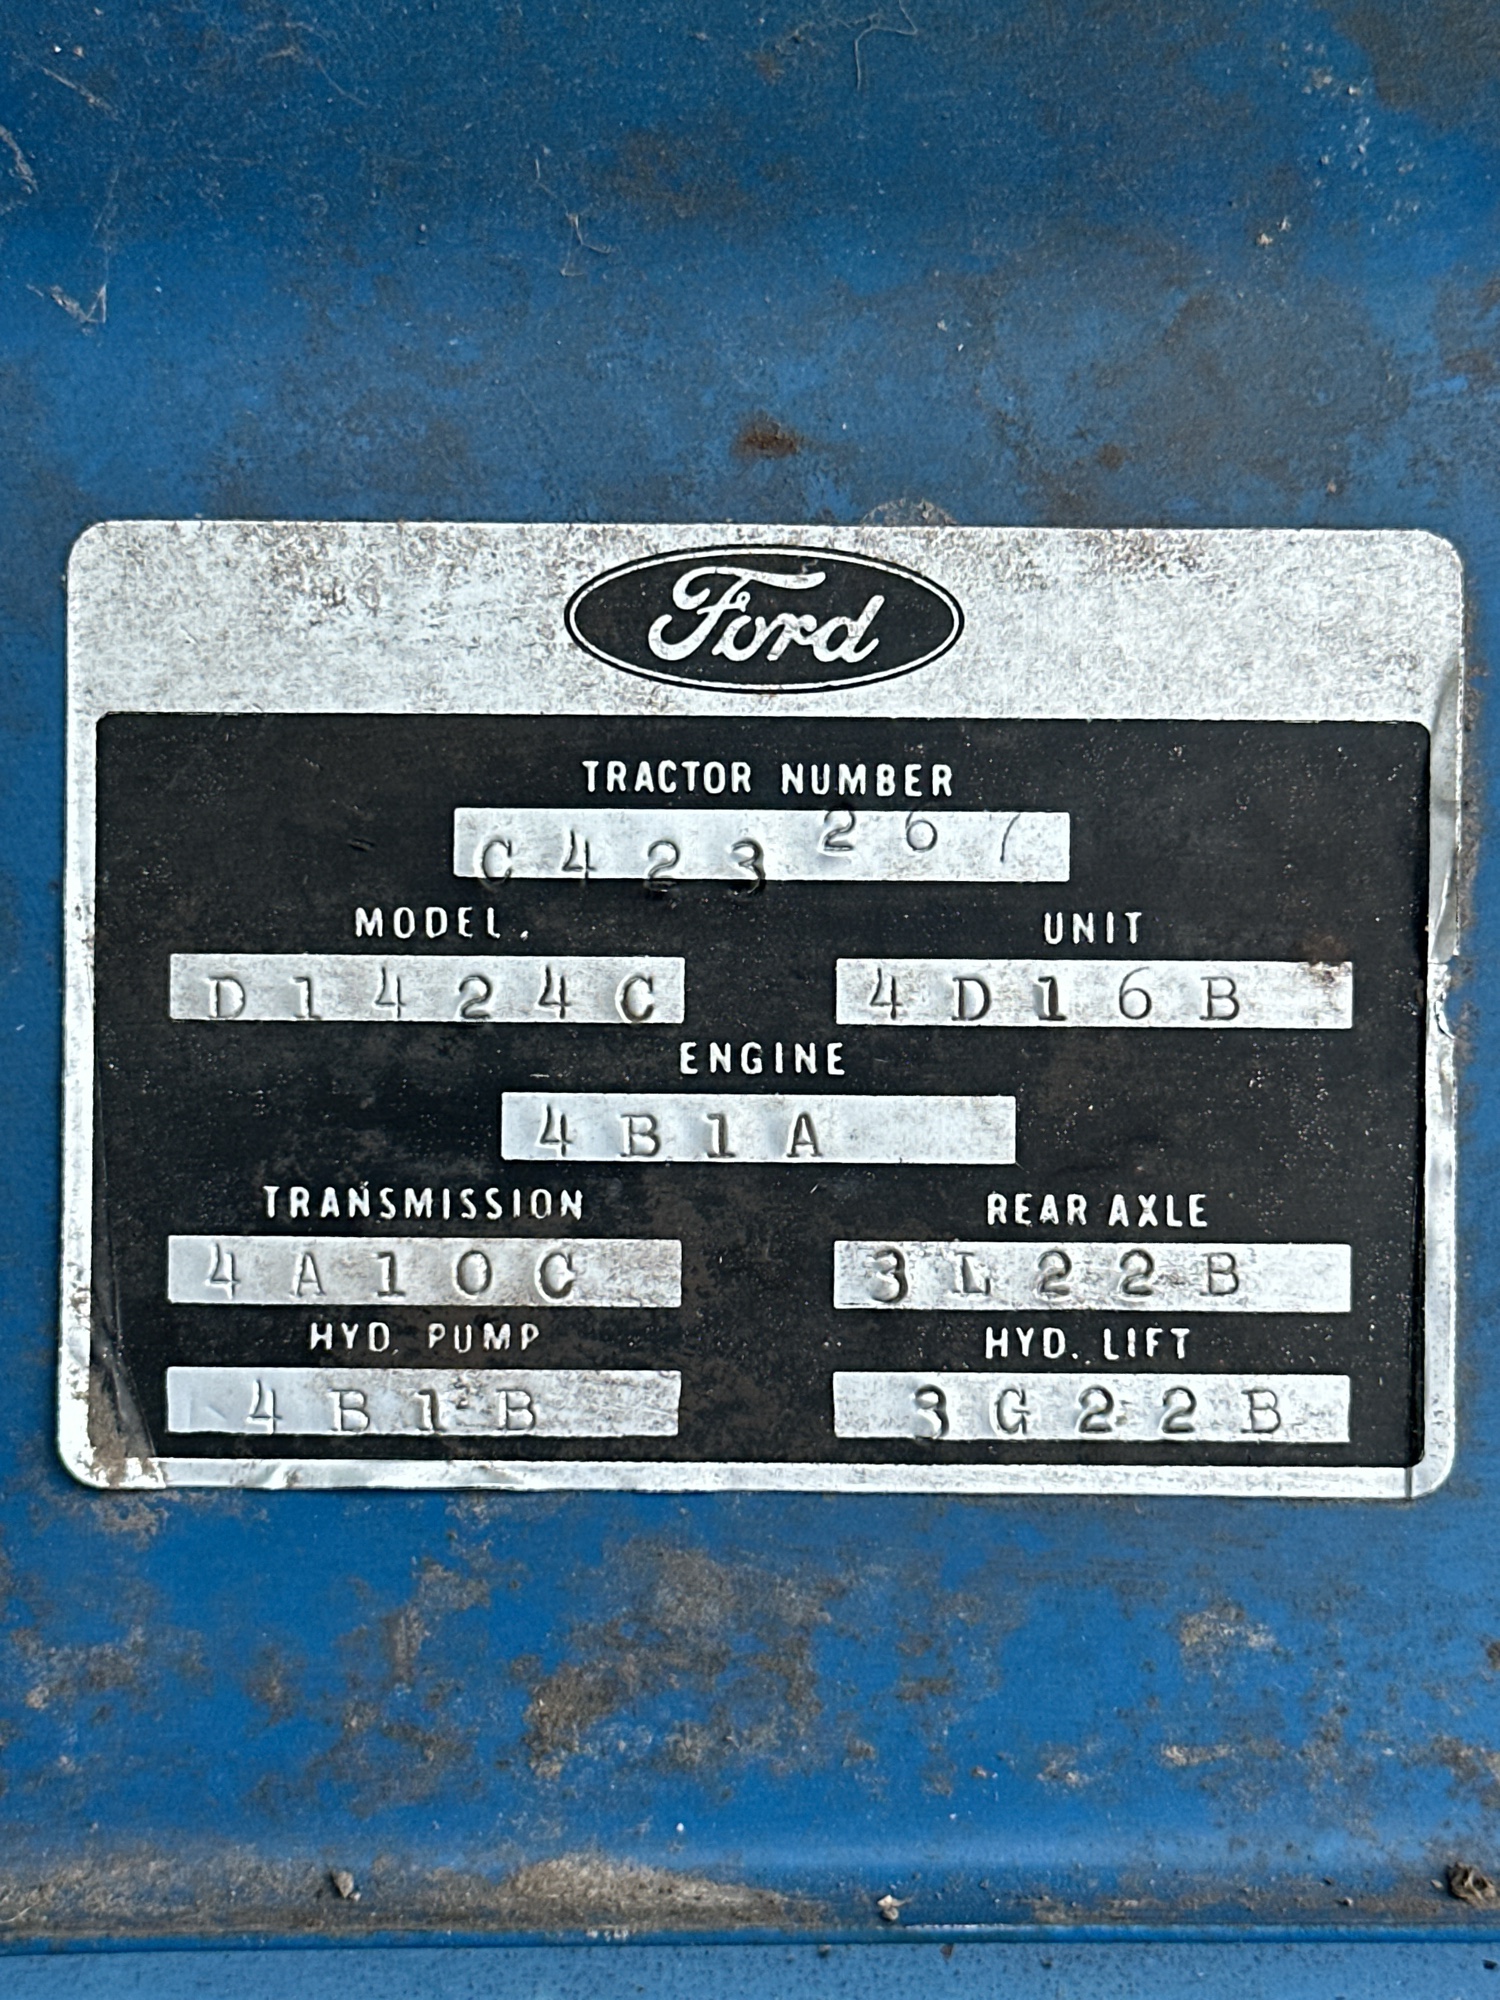 Ford
TRACTOR NUMBER
C423267
MODEL.
UNIT
D1424C
4D16B
ENGINE
4B1A
TRANSMISSION
REAR AXLE
4A10C
3L22B
HYD. PUMP
HYD. LIFT
4B1B
3G22B